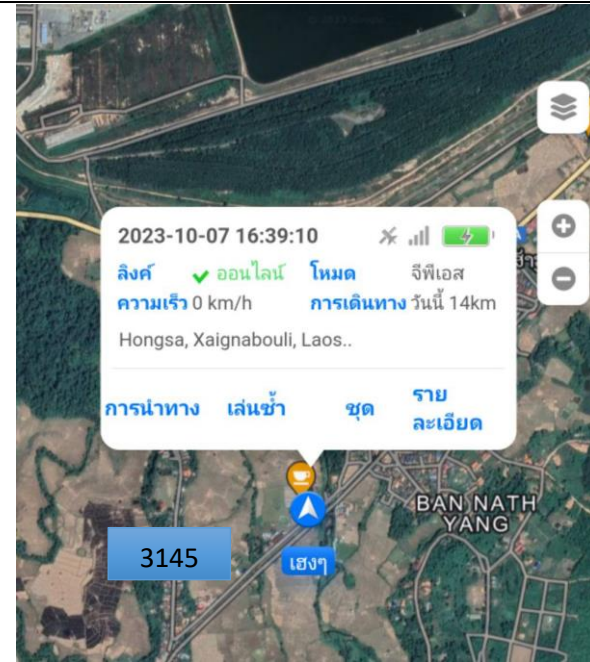 2023-10-07 16:39:10
ลิงค์ ออนไลน์ โหมด จีพีเอส
ความเร็ว 0 km/h การเดินทาง วันนี้ 14km
Hongsa, Xaignabouli, Laos..
การนำทาง เล่นซ้ำ ชุด ราย
ละเอียด
BAN NATH
YANG
3145
เฮงๆ